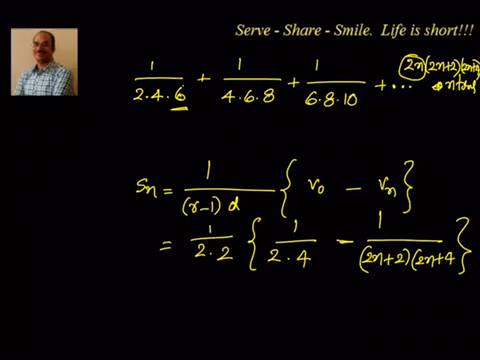 Serve - Share - Smile. Life is short!!!
1/(2·4·6) + 1/(4·6·8) + 1/(6·8·10) + ... 2n(2n+2)(2n+4)
n terms
Sn = 1/((r-1) d) { v0 - vn }
= 1/(2·2) { 1/(2·4) - 1/((2n+2)(2n+4) }